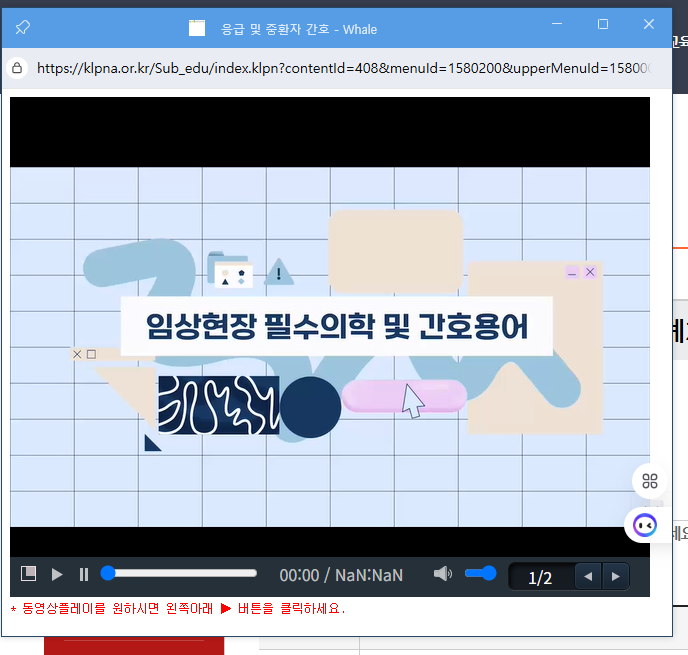 응급 및 중환자 간호 - Whale
https://klpna.or.kr/Sub_edu/index.klpn?contentId=408&menuId=1580200&upperMenuId=15800
임상현장 필수의학 및 간호용어
00:00 / NaN:NaN
1/2
* 동영상플레이를 원하시면 왼쪽아래 ▶ 버튼을 클릭하세요.